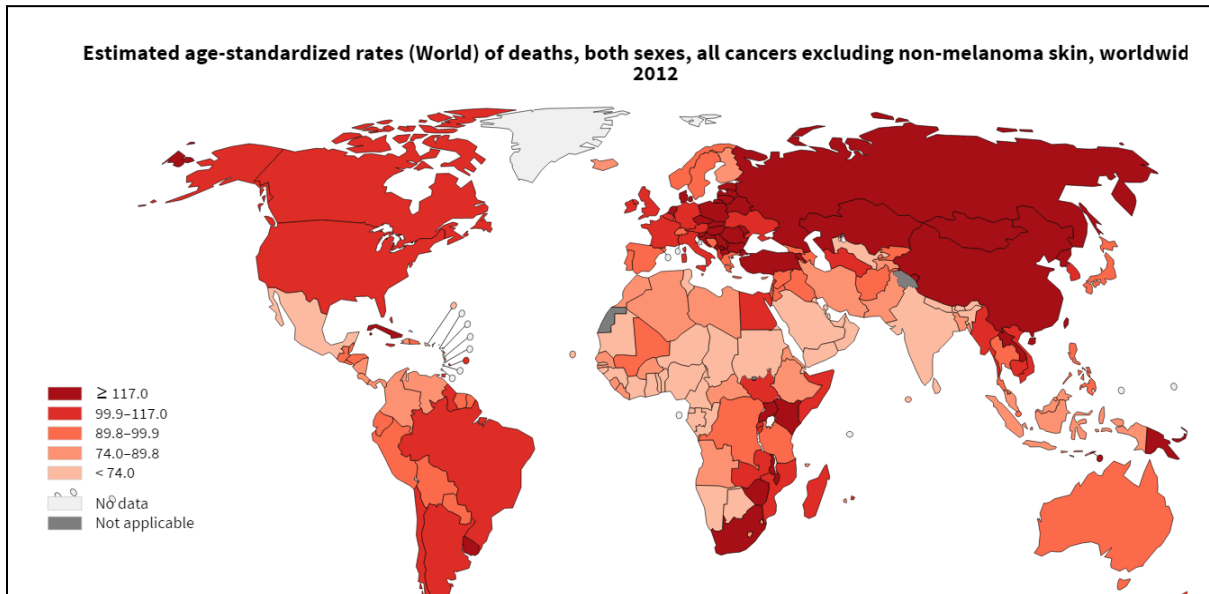 Estimated age-standardized rates (World) of deaths, both sexes, all cancers excluding non-melanoma skin, worldwid
2012
≥ 117.0
99.9–117.0
89.8–99.9
74.0–89.8
< 74.0
No data
Not applicable